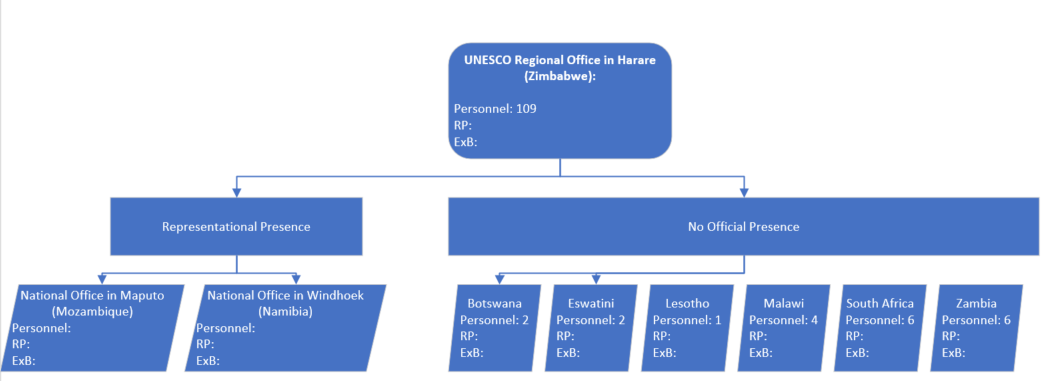 UNESCO Regional Office in Harare
(Zimbabwe):
Personnel: 109
RP:
ExB:
Representational Presence
No Official Presence
National Office in Maputo
(Mozambique)
Personnel:
RP:
ExB:
National Office in Windhoek
(Namibia)
Personnel:
RP:
ExB:
Botswana
Personnel: 2
RP:
ExB:
Eswatini
Personnel: 2
RP:
ExB:
Lesotho
Personnel: 1
RP:
ExB:
Malawi
Personnel: 4
RP:
ExB:
South Africa
Personnel: 6
RP:
ExB:
Zambia
Personnel: 6
RP:
ExB: